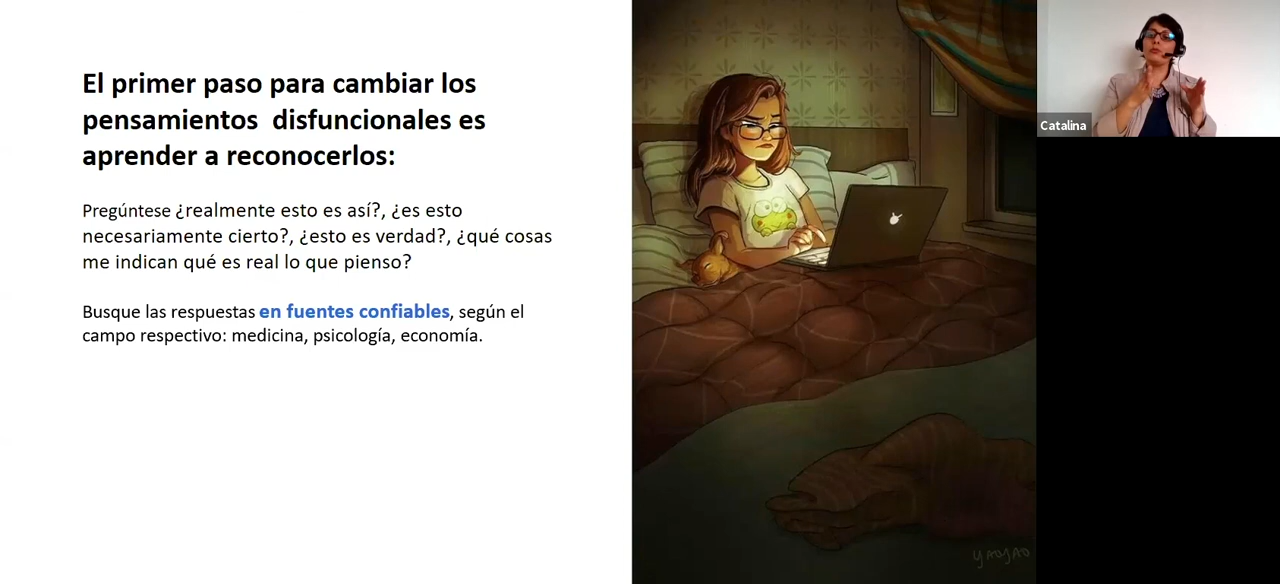 El primer paso para cambiar los
pensamientos disfuncionales es
aprender a reconocerlos:
Pregúntese ¿realmente esto es así?, ¿es esto
necesariamente cierto?, ¿esto es verdad?, ¿qué cosas
me indican qué es real lo que pienso?
Busque las respuestas en fuentes confiables, según el
campo respectivo: medicina, psicología, economía.
Catalina
yaoyao